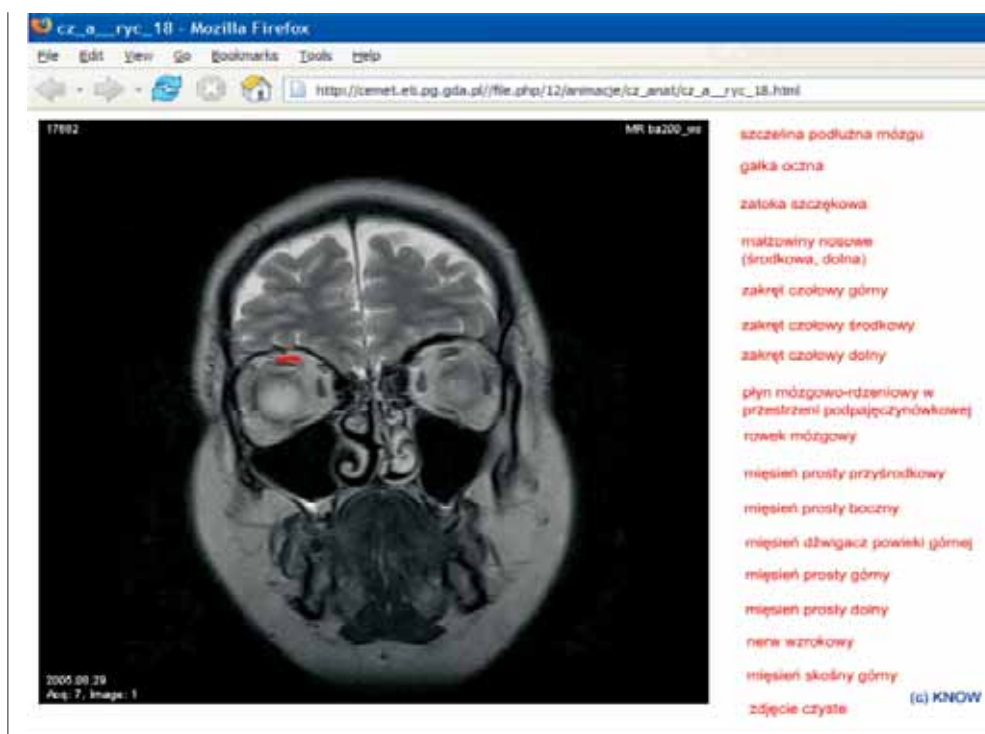 cz_a__ryc_18 - Mozilla Firefox
File Edit View Go Bookmarks Tools Help
http://cemet.eti.pg.gda.pl//file.php/12/animacje/cz_anat/cz_a__ryc_18.html
17682
MR ba200_ws
szczelina podłużna mózgu
gałka oczna
zatoka szczękowa
małżowiny nosowe
(środkowa, dolna)
zakręt czołowy górny
zakręt czołowy środkowy
zakręt czołowy dolny
płyn mózgowo-rdzeniowy w
przestrzeni podpajęczynówkowej
rowek mózgowy
mięsień prosty przyśrodkowy
mięsień prosty boczny
mięsień dźwigacz powieki górnej
mięsień prosty górny
mięsień prosty dolny
nerw wzrokowy
mięsień skośny górny
zdjęcie czyste
2005.08.29
Acq: 7, Image: 1
(c) KNOW